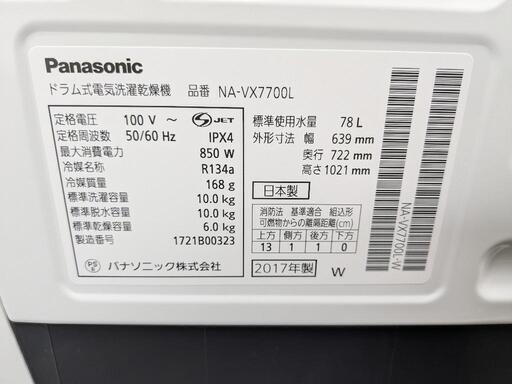 Panasonic
ドラム式電気洗濯乾燥機 品番 NA-VX7700L
定格電圧 100 V ～
定格周波数 50/60 Hz
S JET
IPX4
最大消費電力 850 W
冷媒名称 R134a
冷媒質量 168 g
標準洗濯容量 10.0 kg
標準脱水容量 10.0 kg
標準乾燥容量 6.0 kg
製造番号 1721B00323
PS E
パナソニック株式会社
標準使用水量 78 L
外形寸法 幅 639 mm
奥行 722 mm
高さ 1021 mm
日本製
消防法 基準適合 組込形
可燃物からの離隔距離(cm)
上方 側方 前方 下方
13 1 1 0
2017年製 W
NA-VX7700L-W